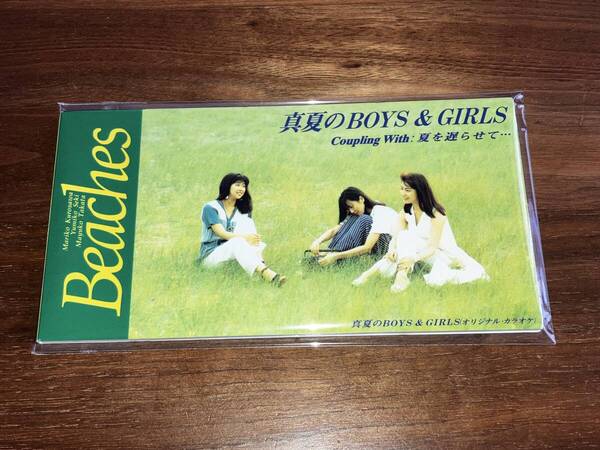 Beaches
Mariko Kurosawa
Yumiko Seki
Mayuko Takata
真夏のBOYS & GIRLS
Coupling With: 夏を遅らせて…
真夏のBOYS & GIRLS(オリジナル・カラオケ)